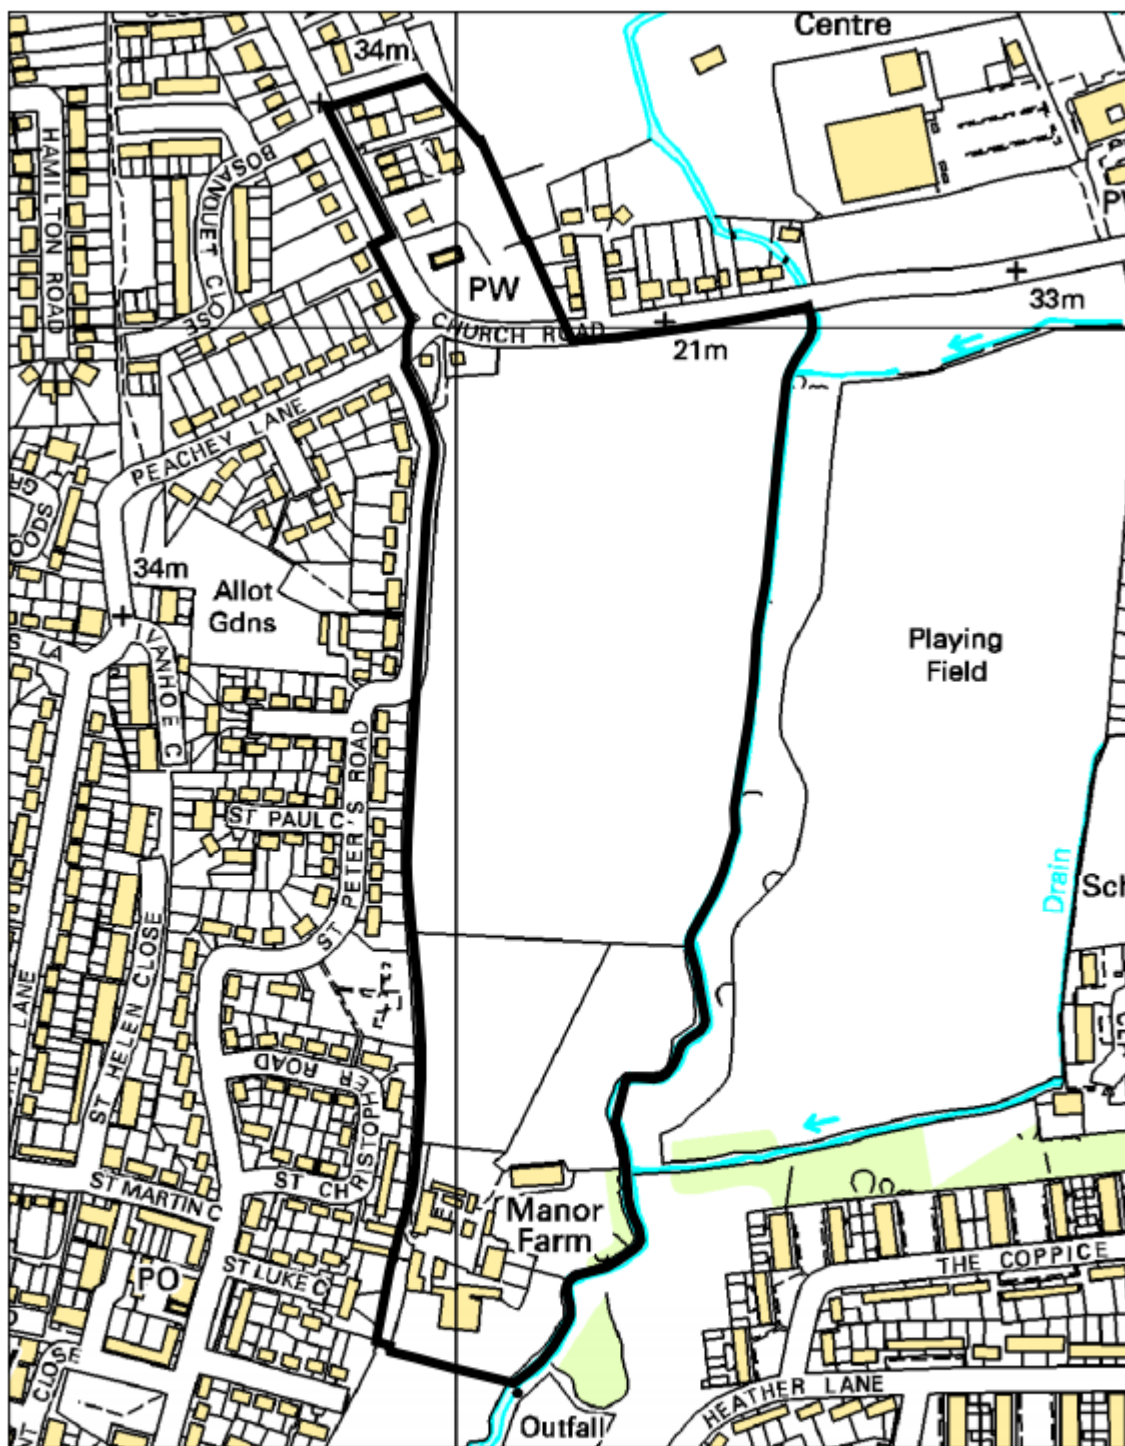 Centre
34m
HAMILTON ROAD
BOSANQUET CLOSE
PW
CHURCH ROAD
21m
33m
PEACHEY LANE
34m
Allot
Gdns
IVANHOE C
S LA
Playing
Field
ST PETER'S ROAD
ST PAUL C
Drain
Sch
ST HELEN CLOSE
LANE
ST CHRISTOPHER ROAD
ST MARTIN C
Manor
Farm
PO
ST LUKE C
THE COPPICE
CLOSE
HEATHER LANE
Outfall